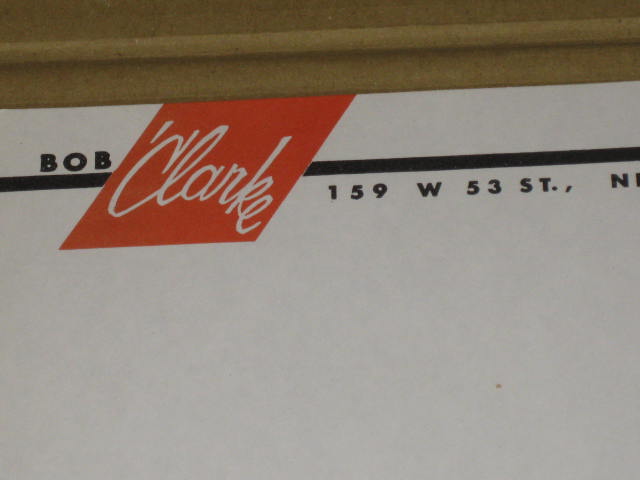 BOB Clarke
159 W 53 ST.,